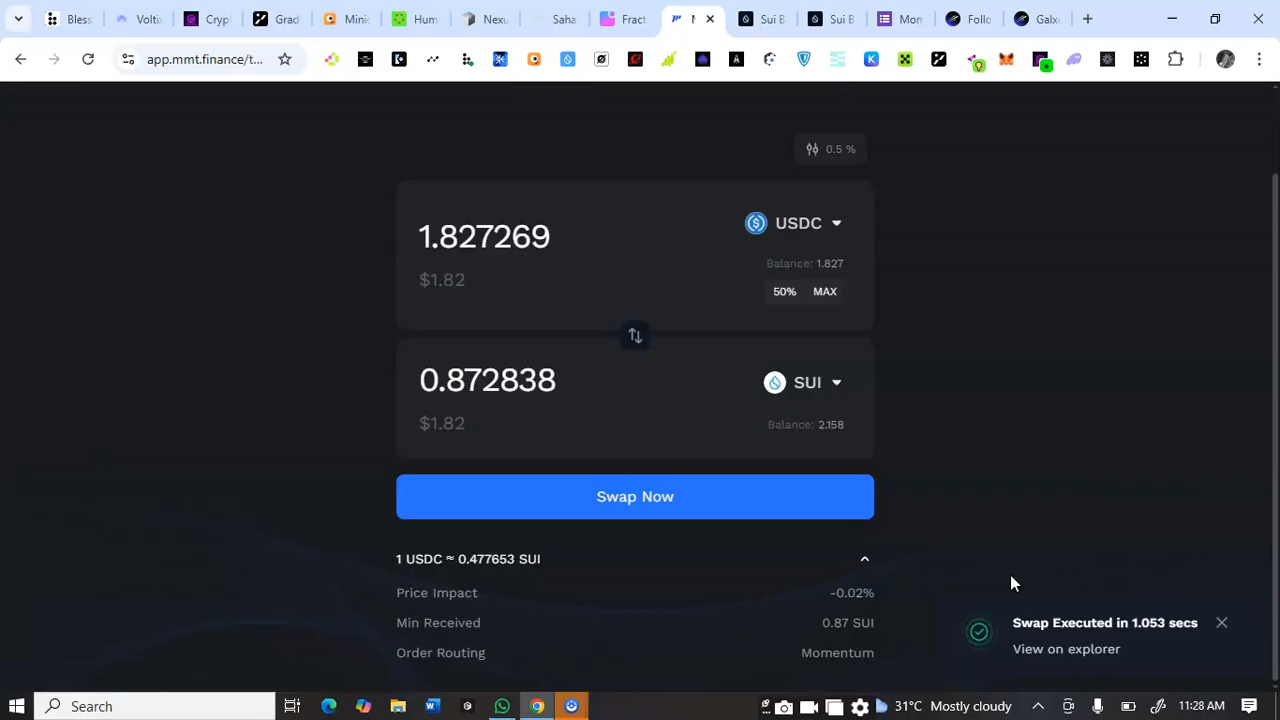 Bless
Volti
Cryp
Grad
Minic
Hum
Nexu
Saha
Fract
Sui B
Sui B
Mon
Follo
Galxe
app.mmt.finance/t...
0.5 %
1.827269
USDC
$1.82
Balance: 1.827
50% MAX
0.872838
SUI
$1.82
Balance: 2.158
Swap Now
1 USDC ≈ 0.477653 SUI
Price Impact
-0.02%
Min Received
0.87 SUI
Order Routing
Momentum
Swap Executed in 1.053 secs
View on explorer
Search
31°C Mostly cloudy
11:28 AM